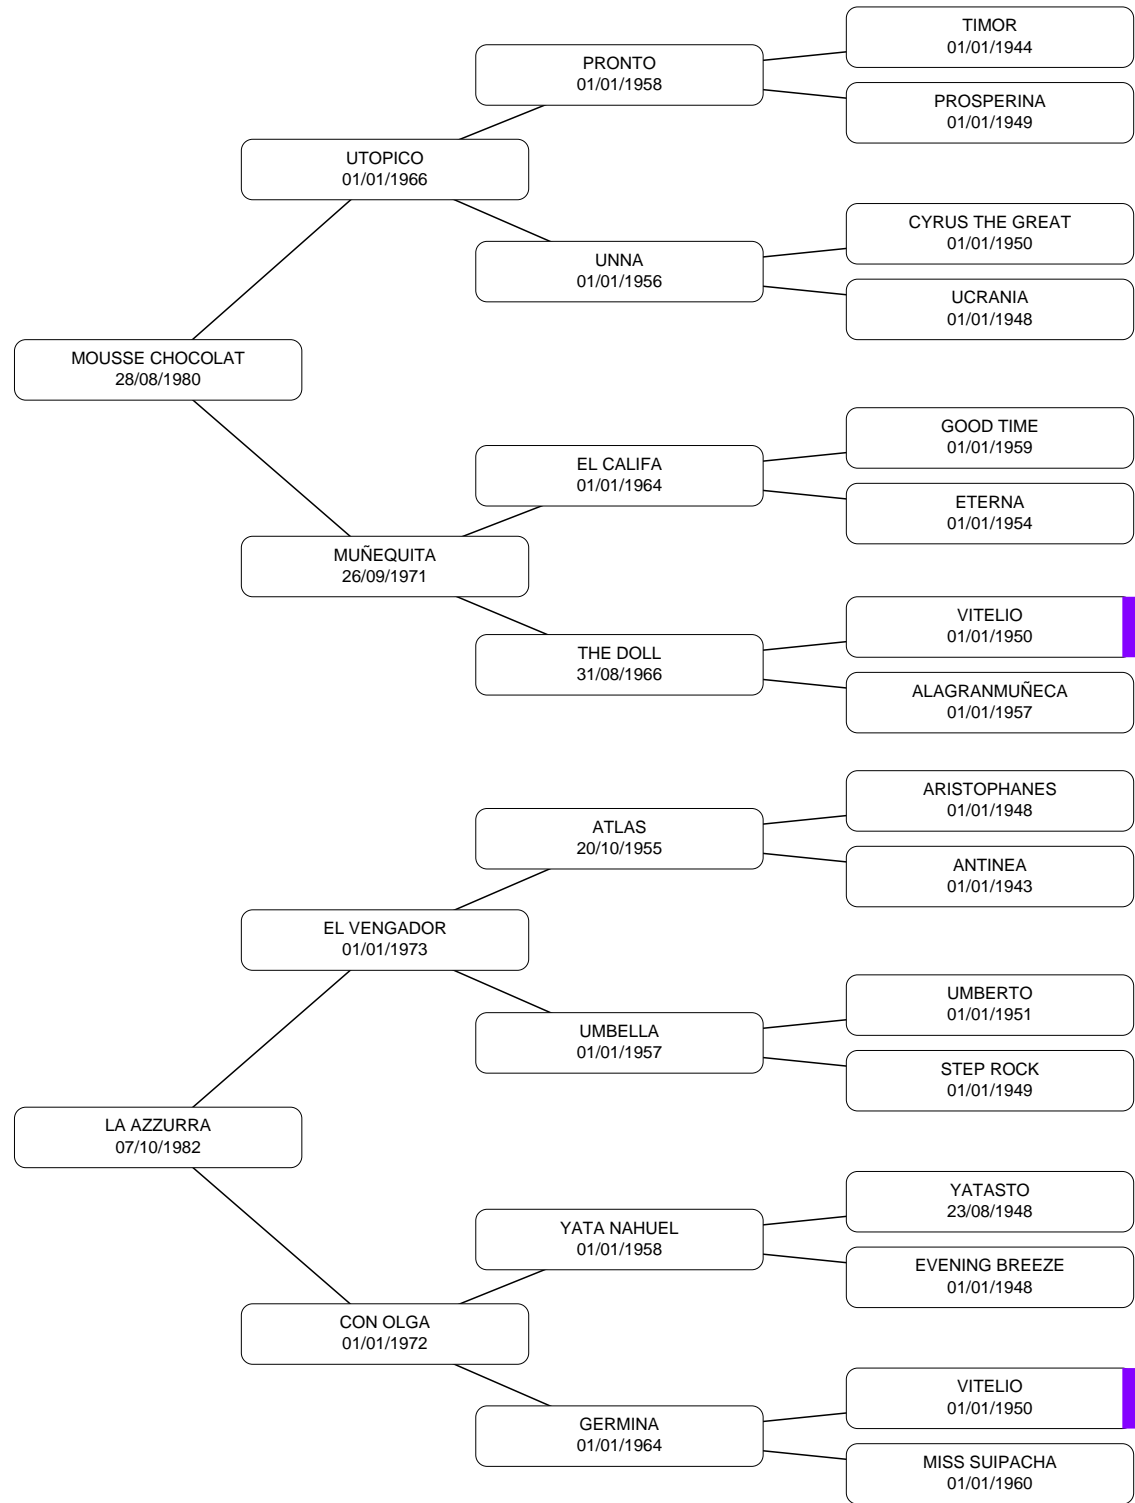 TIMOR
01/01/1944
PRONTO
01/01/1958
PROSPERINA
01/01/1949
UTOPICO
01/01/1966
CYRUS THE GREAT
01/01/1950
UNNA
01/01/1956
UCRANIA
01/01/1948
MOUSSE CHOCOLAT
28/08/1980
GOOD TIME
01/01/1959
EL CALIFA
01/01/1964
ETERNA
01/01/1954
MUÑEQUITA
26/09/1971
VITELIO
01/01/1950
THE DOLL
31/08/1966
ALAGRANMUÑECA
01/01/1957
ARISTOPHANES
01/01/1948
ATLAS
20/10/1955
ANTINEA
01/01/1943
EL VENGADOR
01/01/1973
UMBERTO
01/01/1951
UMBELLA
01/01/1957
STEP ROCK
01/01/1949
LA AZZURRA
07/10/1982
YATASTO
23/08/1948
YATA NAHUEL
01/01/1958
EVENING BREEZE
01/01/1948
CON OLGA
01/01/1972
VITELIO
01/01/1950
GERMINA
01/01/1964
MISS SUIPACHA
01/01/1960